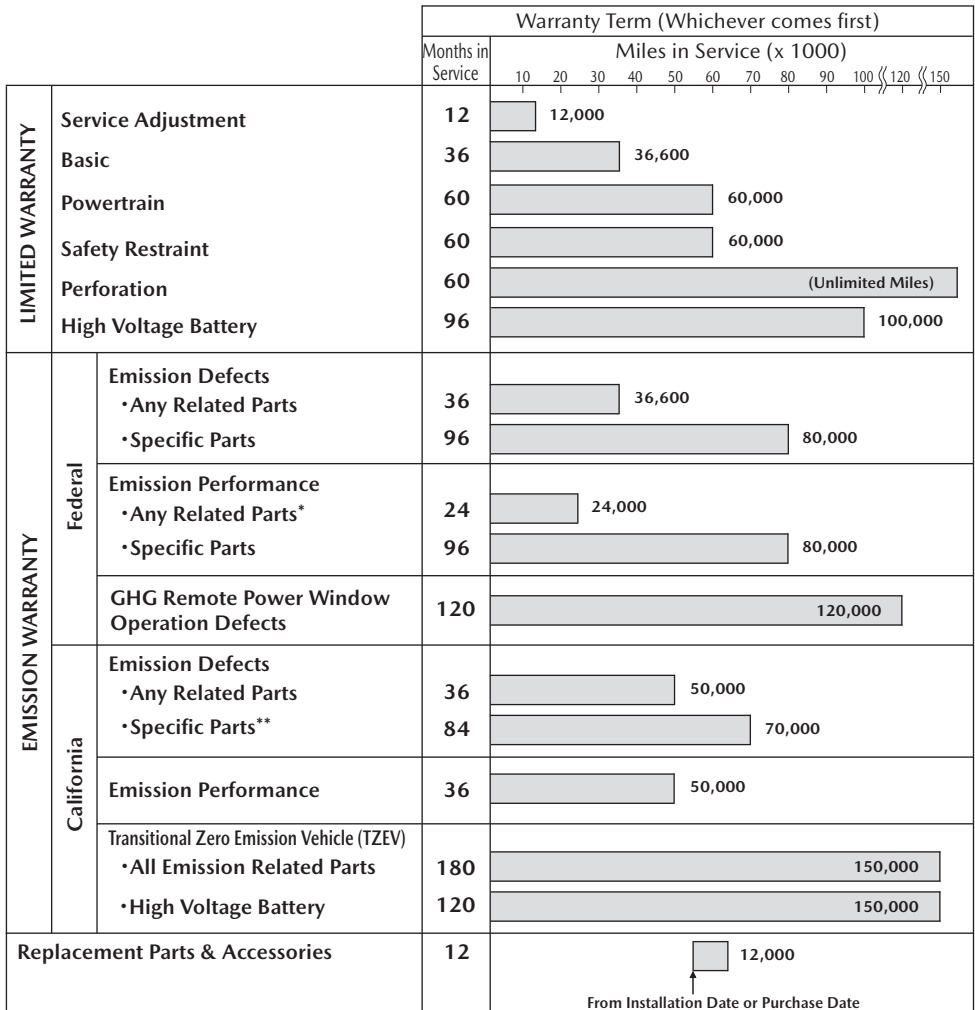 Warranty Term (Whichever comes first)
Months in Service
Miles in Service (x 1000)
10 20 30 40 50 60 70 80 90 100 120 150
LIMITED WARRANTY
Service Adjustment 12 12,000
Basic 36 36,600
Powertrain 60 60,000
Safety Restraint 60 60,000
Perforation 60 (Unlimited Miles)
High Voltage Battery 96 100,000
EMISSION WARRANTY
Federal
Emission Defects
・Any Related Parts 36 36,600
・Specific Parts 96 80,000
Emission Performance
・Any Related Parts* 24 24,000
・Specific Parts 96 80,000
GHG Remote Power Window
Operation Defects 120 120,000
California
Emission Defects
・Any Related Parts 36 50,000
・Specific Parts** 84 70,000
Emission Performance 36 50,000
Transitional Zero Emission Vehicle (TZEV)
・All Emission Related Parts 180 150,000
・High Voltage Battery 120 150,000
Replacement Parts & Accessories 12 12,000
From Installation Date or Purchase Date